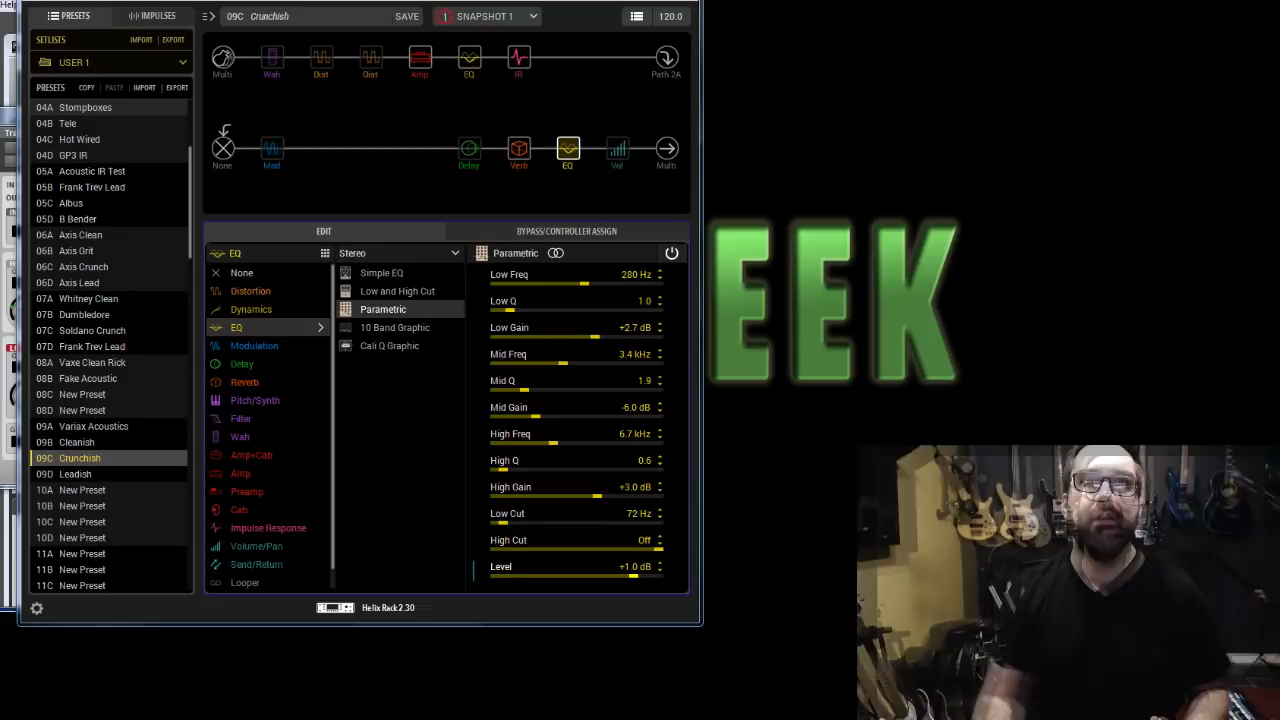 Help
PRESETS IMPULSES
09C Crunchish SAVE 1 SNAPSHOT 1 120.0
SETLISTS IMPORT EXPORT
USER 1
PRESETS COPY PASTE IMPORT EXPORT
04A Stompboxes
04B Tele
04C Hot Wired
04D GP3 IR
05A Acoustic IR Test
05B Frank Trev Lead
05C Albus
05D B Bender
06A Axis Clean
06B Axis Grit
06C Axis Crunch
06D Axis Lead
07A Whitney Clean
07B Dumbledore
07C Soldano Crunch
07D Frank Trev Lead
08A Vaxe Clean Rick
08B Fake Acoustic
08C New Preset
08D New Preset
09A Variax Acoustics
09B Cleanish
09C Crunchish
09D Leadish
10A New Preset
10B New Preset
10C New Preset
10D New Preset
11A New Preset
11B New Preset
11C New Preset
Multi Wah Dist Dist Amp EQ IR Path 2A
None Mod Delay Verb EQ Vol Multi
EDIT BYPASS/CONTROLLER ASSIGN
EQ
None
Distortion
Dynamics
EQ
Modulation
Delay
Reverb
Pitch/Synth
Filter
Wah
Amp+Cab
Amp
Preamp
Cab
Impulse Response
Volume/Pan
Send/Return
Looper
Stereo
Simple EQ
Low and High Cut
Parametric
10 Band Graphic
Cali Q Graphic
Parametric
Low Freq 280 Hz
Low Q 1.0
Low Gain +2.7 dB
Mid Freq 3.4 kHz
Mid Q 1.9
Mid Gain -6.0 dB
High Freq 6.7 kHz
High Q 0.6
High Gain +3.0 dB
Low Cut 72 Hz
High Cut Off
Level +1.0 dB
Helix Rack 2.30
EEK